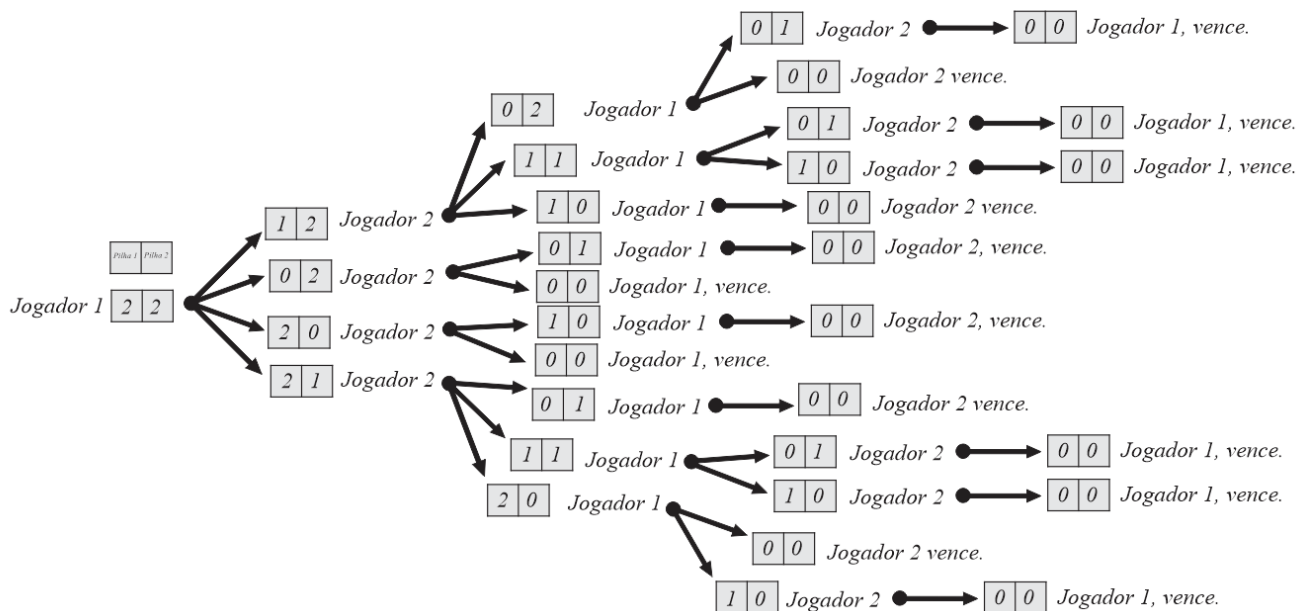 0 1 Jogador 2 0 0 Jogador 1, vence.
0 0 Jogador 2 vence.
0 2 Jogador 1
0 1 Jogador 2 0 0 Jogador 1, vence.
1 1 Jogador 1
1 0 Jogador 2 0 0 Jogador 1, vence.
1 2 Jogador 2
1 0 Jogador 1 0 0 Jogador 2 vence.
Pilha 1 Pilha 2
0 1 Jogador 1 0 0 Jogador 2, vence.
0 2 Jogador 2
0 0 Jogador 1, vence.
Jogador 1 2 2
1 0 Jogador 1 0 0 Jogador 2, vence.
2 0 Jogador 2
0 0 Jogador 1, vence.
2 1 Jogador 2
0 1 Jogador 1 0 0 Jogador 2 vence.
0 1 Jogador 2 0 0 Jogador 1, vence.
1 1 Jogador 1
1 0 Jogador 2 0 0 Jogador 1, vence.
2 0 Jogador 1
0 0 Jogador 2 vence.
1 0 Jogador 2 0 0 Jogador 1, vence.